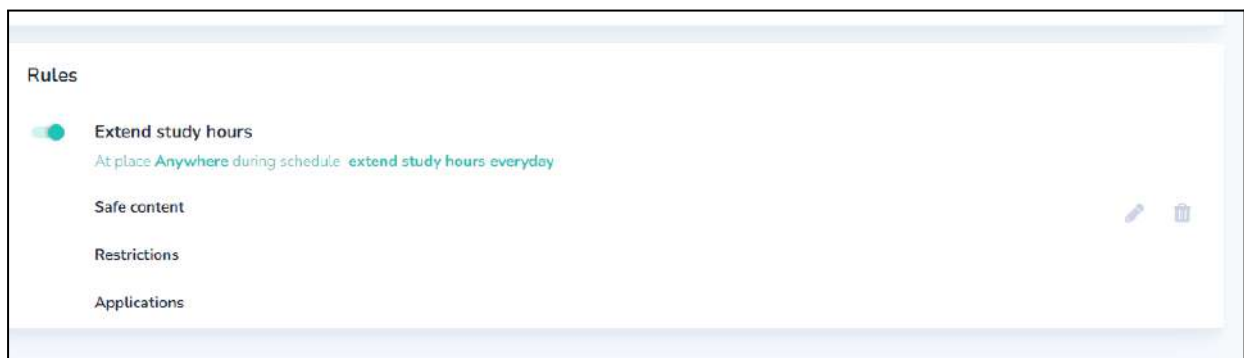 Rules
Extend study hours
At place Anywhere during schedule extend study hours everyday
Safe content
Restrictions
Applications